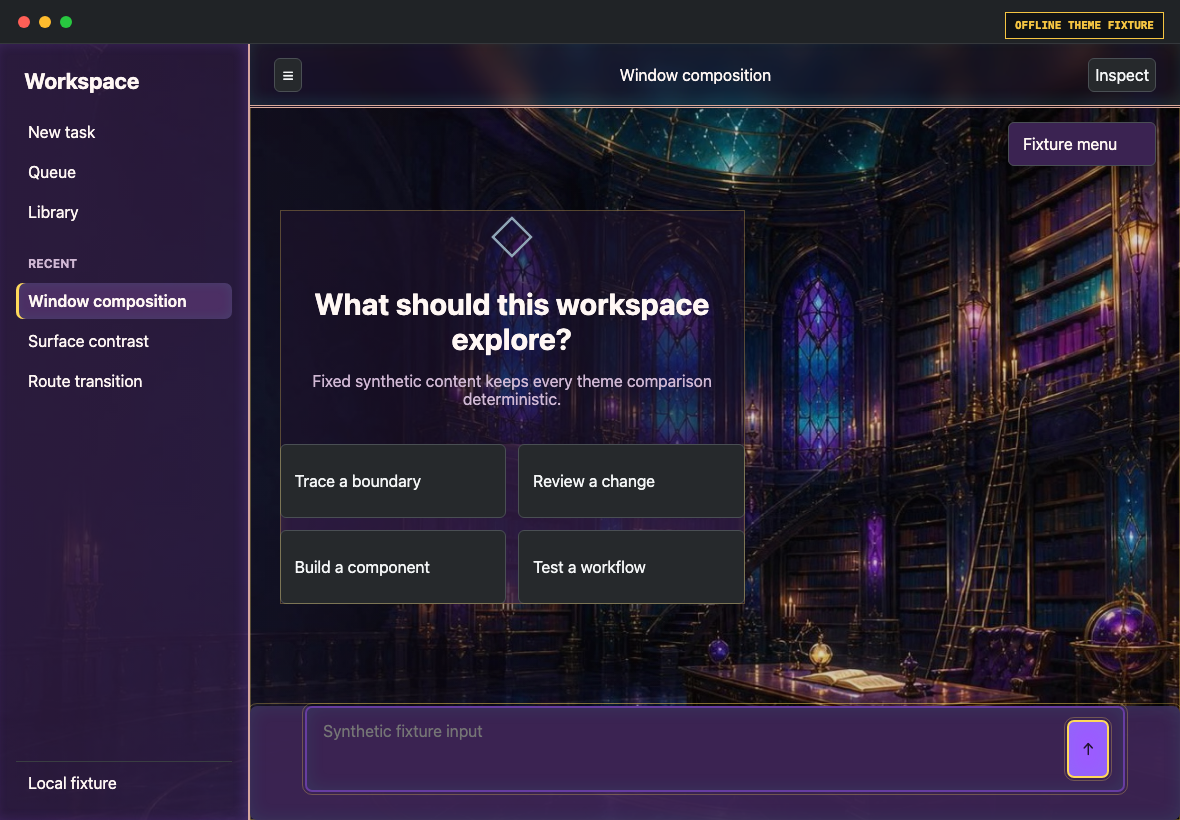 OFFLINE THEME FIXTURE
Workspace
New task
Queue
Library
RECENT
Window composition
Surface contrast
Route transition
Local fixture
Window composition
Inspect
Fixture menu
What should this workspace
explore?
Fixed synthetic content keeps every theme comparison
deterministic.
Trace a boundary
Review a change
Build a component
Test a workflow
Synthetic fixture input